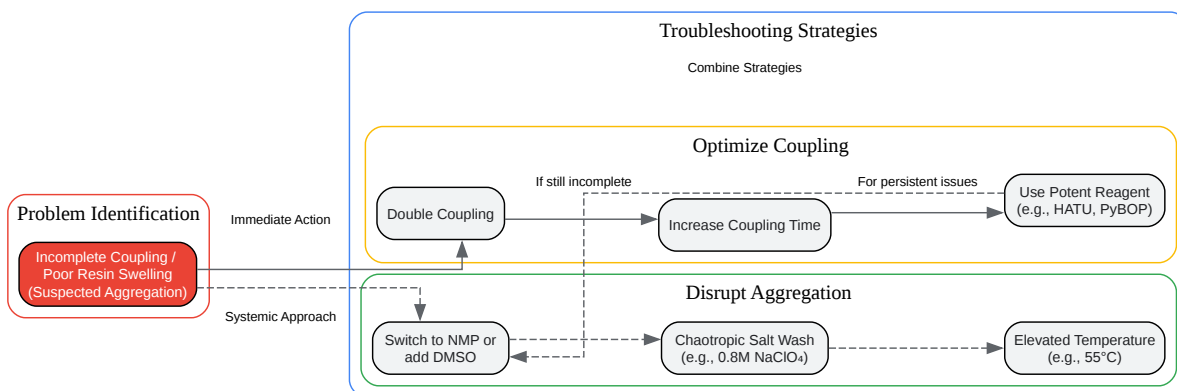 Troubleshooting Strategies
Combine Strategies
Optimize Coupling
If still incomplete
For persistent issues
Double Coupling
Increase Coupling Time
Use Potent Reagent
(e.g., HATU, PyBOP)
Problem Identification
Incomplete Coupling /
Poor Resin Swelling
(Suspected Aggregation)
Immediate Action
Systemic Approach
Disrupt Aggregation
Switch to NMP or
add DMSO
Chaotropic Salt Wash
(e.g., 0.8M NaClO₄)
Elevated Temperature
(e.g., 55°C)